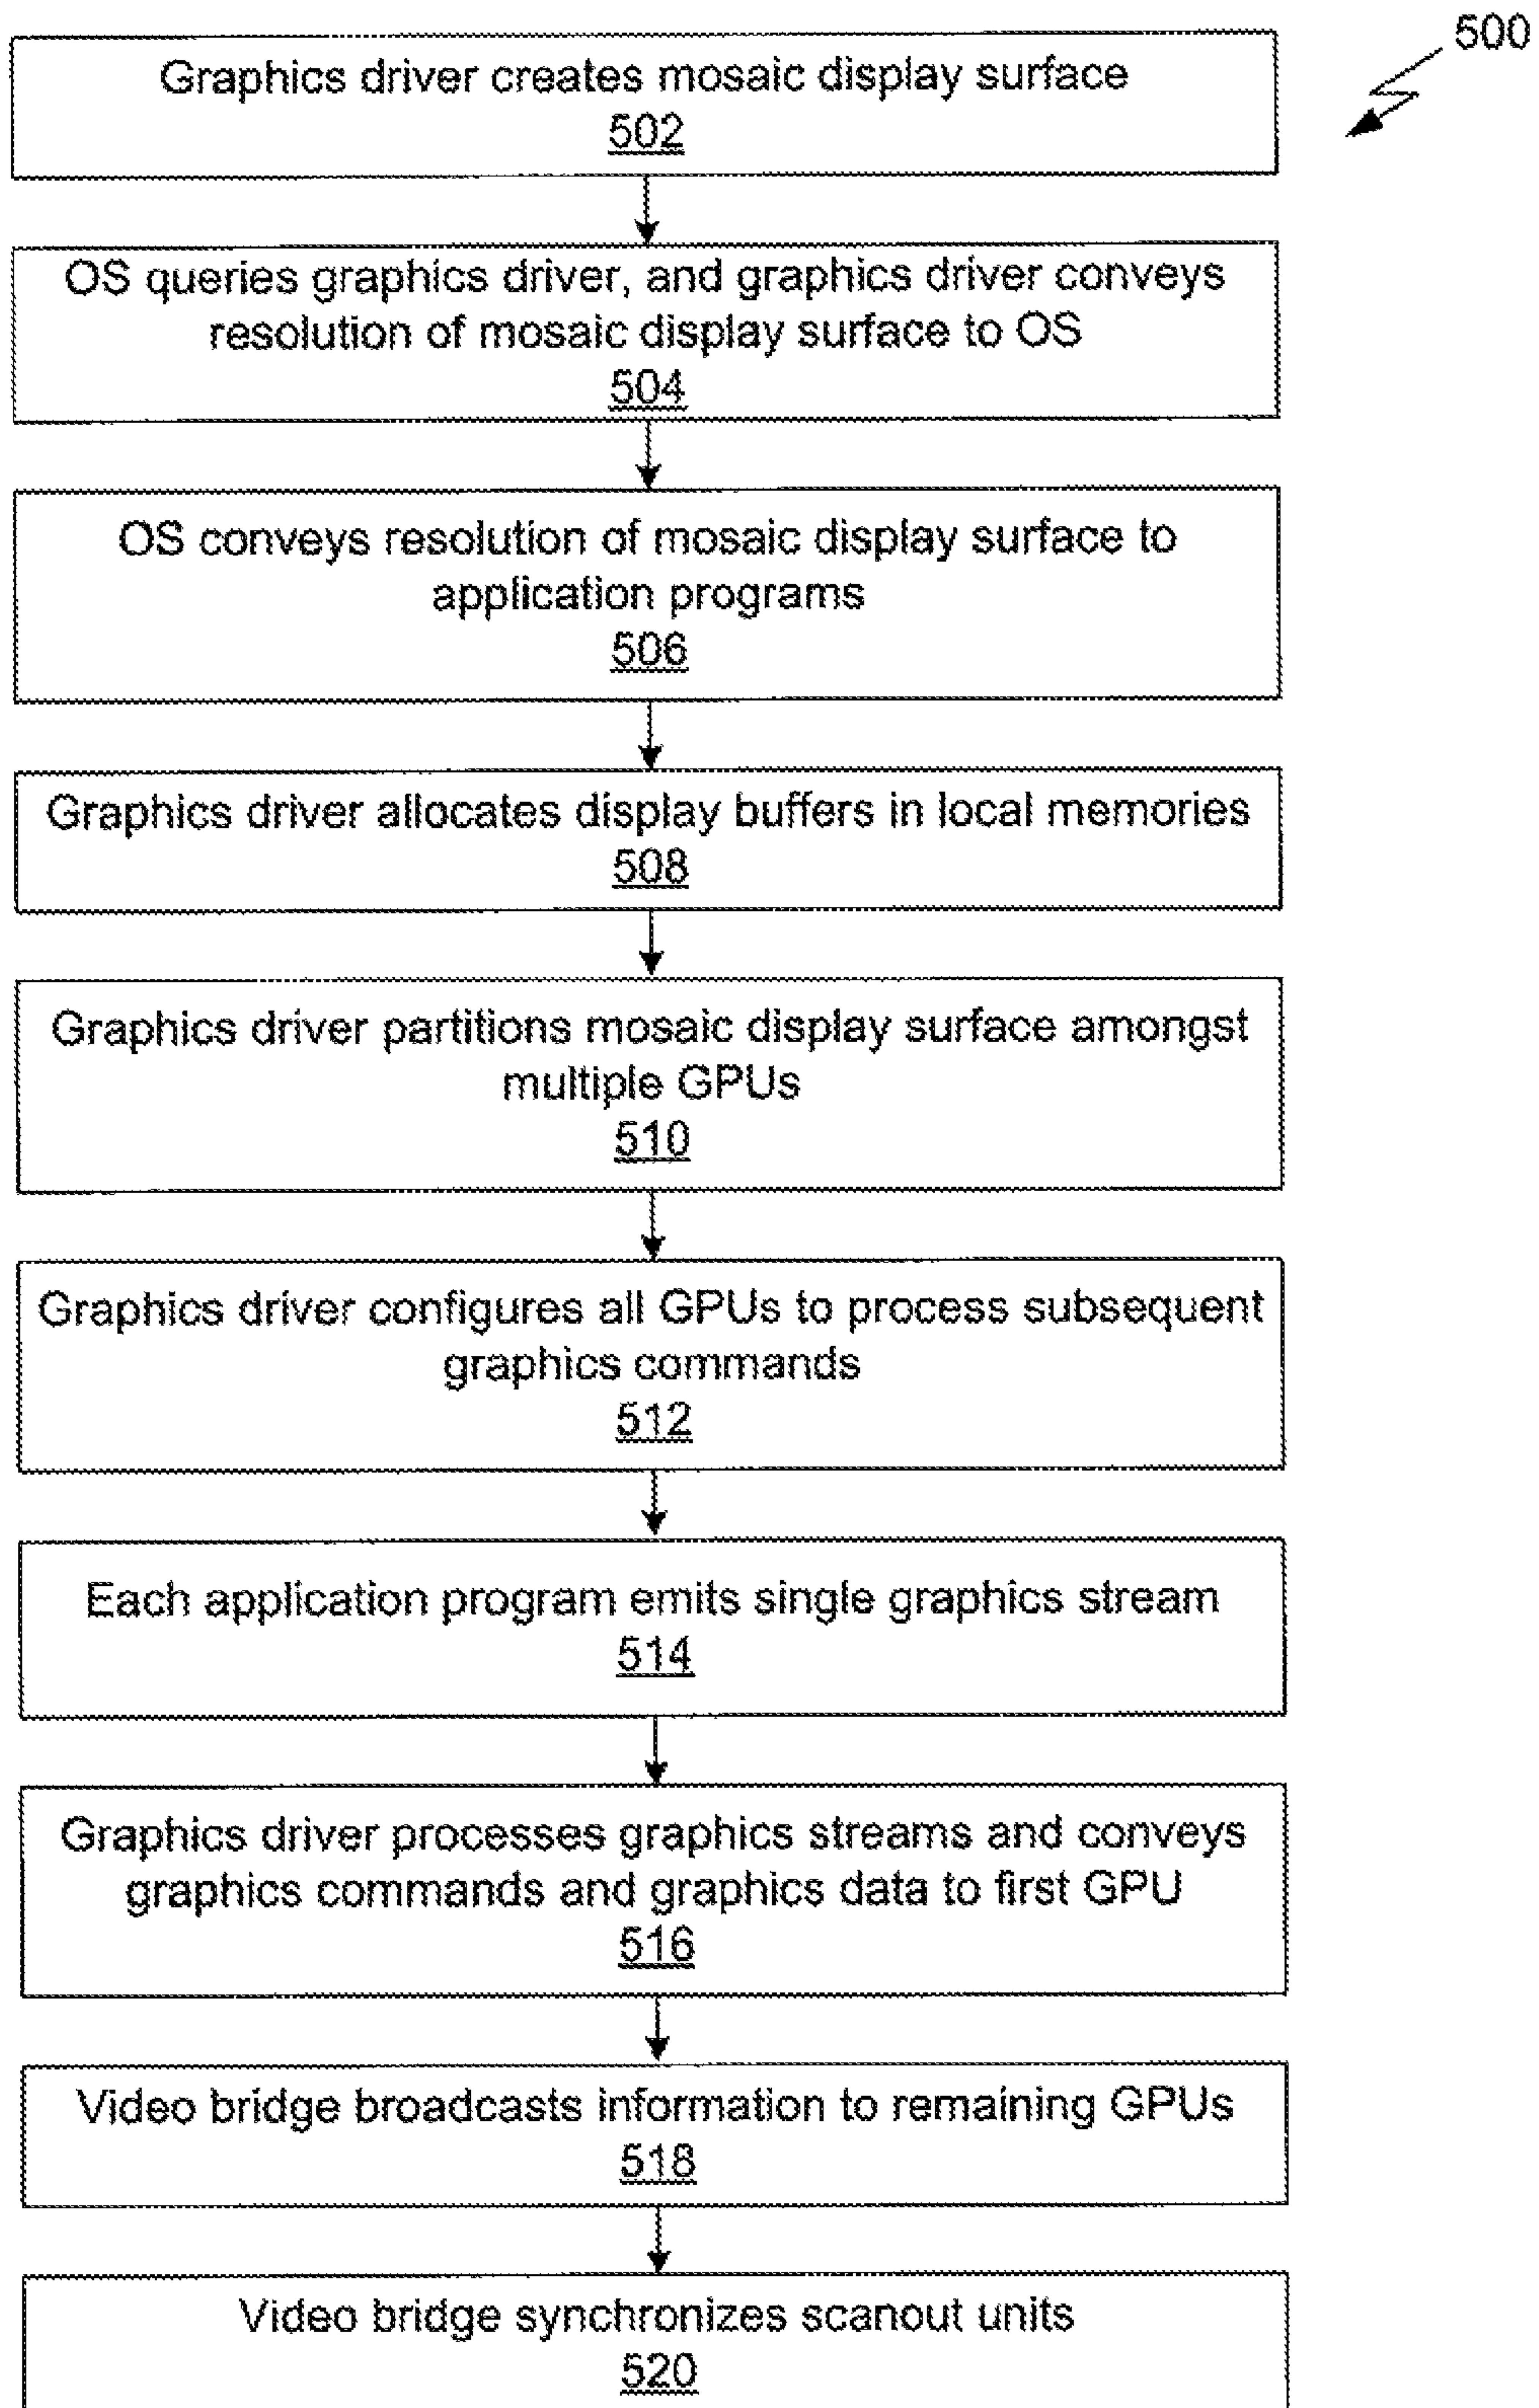 500
Graphics driver creates mosaic display surface
502
OS queries graphics driver, and graphics driver conveys
resolution of mosaic display surface to OS
504
OS conveys resolution of mosaic display surface to
application programs
506
Graphics driver allocates display buffers in local memories
508
Graphics driver partitions mosaic display surface amongst
multiple GPUs
510
Graphics driver configures all GPUs to process subsequent
graphics commands
512
Each application program emits single graphics stream
514
Graphics driver processes graphics streams and conveys
graphics commands and graphics data to first GPU
516
Video bridge broadcasts information to remaining GPUs
518
Video bridge synchronizes scanout units
520